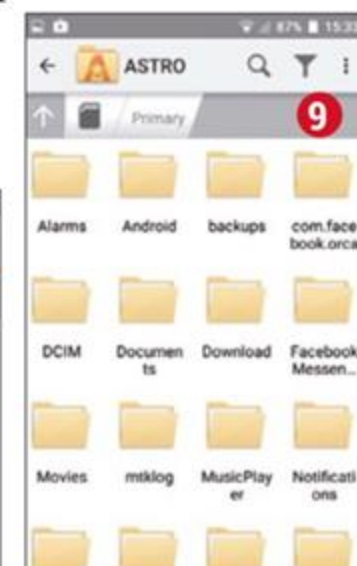 87% 15:33
ASTRO
Primary
9
Alarms Android backups com.face
book.orca
DCIM Documen
ts Download Facebook
Messen...
Movies mtklog MusicPlay
er Notificati
ons